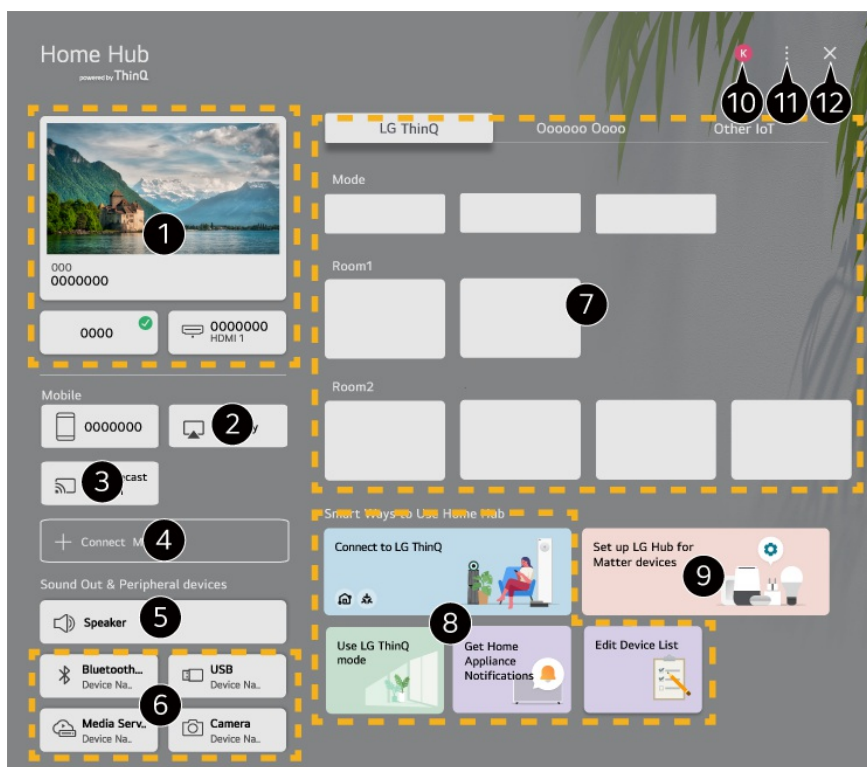 Home Hub
powered by ThinQ
K
10
11
12
1
000
0000000
0000
0000000
HDMI 1
Mobile
0000000
2
y
3
cast
4
+ Connect M
Sound Out & Peripheral devices
Speaker
5
Bluetooth...
Device Na..
USB
Device Na..
6
Media Serv..
Device Na..
Camera
Device Na..
LG ThinQ
Oooooo Oooo
Other IoT
Mode
Room1
7
Room2
Smart Ways to Use Home Hub
Connect to LG ThinQ
8
Set up LG Hub for
Matter devices
9
Use LG ThinQ
mode
Get Home
Appliance
Notifications
Edit Device List